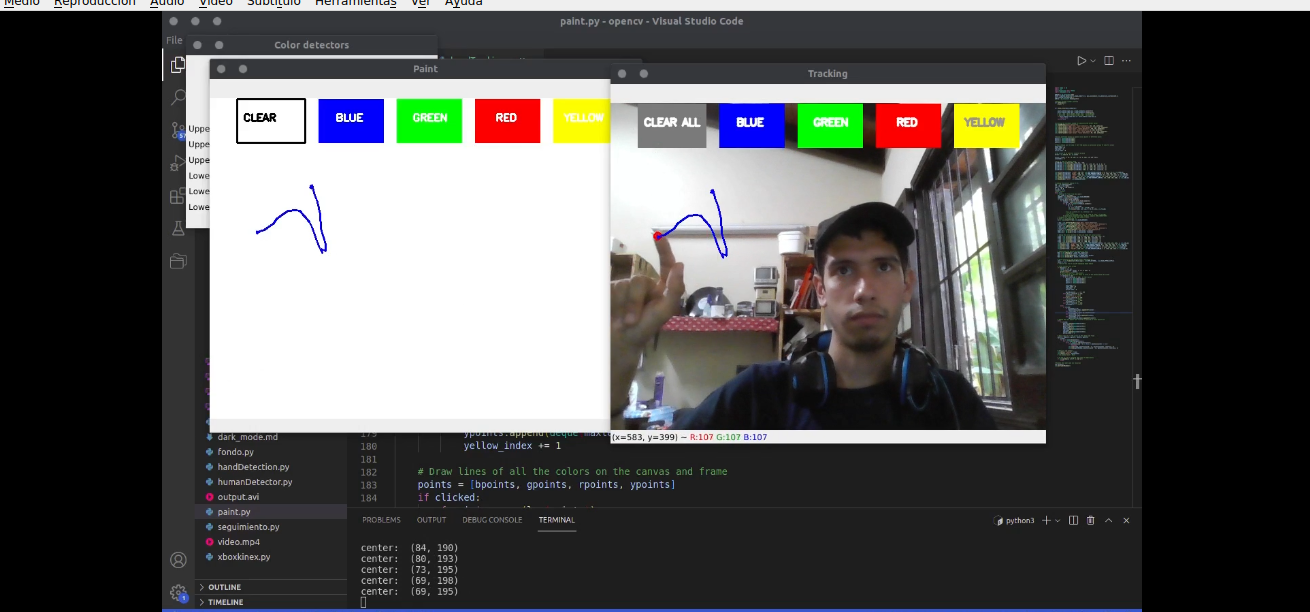 Medio Reproducción Audio Video Subtítulo Herramientas Ver Ayuda
paint.py - opencv - Visual Studio Code
File
Color detectors
Paint
Tracking
CLEAR BLUE GREEN RED YELLOW
CLEAR ALL BLUE GREEN RED YELLOW
Uppe
Uppe
Uppe
Lowe
Lowe
Lowe
(x=583, y=399) ~ R:107 G:107 B:107
dark_mode.md
fondo.py
handDetection.py
humanDetector.py
output.avi
paint.py
seguimiento.py
video.mp4
xboxkinex.py
OUTLINE
TIMELINE
179
180 yellow_index += 1
181
182 # Draw lines of all the colors on the canvas and frame
183 points = [bpoints, gpoints, rpoints, ypoints]
184 if clicked:
PROBLEMS OUTPUT DEBUG CONSOLE TERMINAL
python3
center: (84, 190)
center: (80, 193)
center: (73, 195)
center: (69, 198)
center: (69, 195)
1